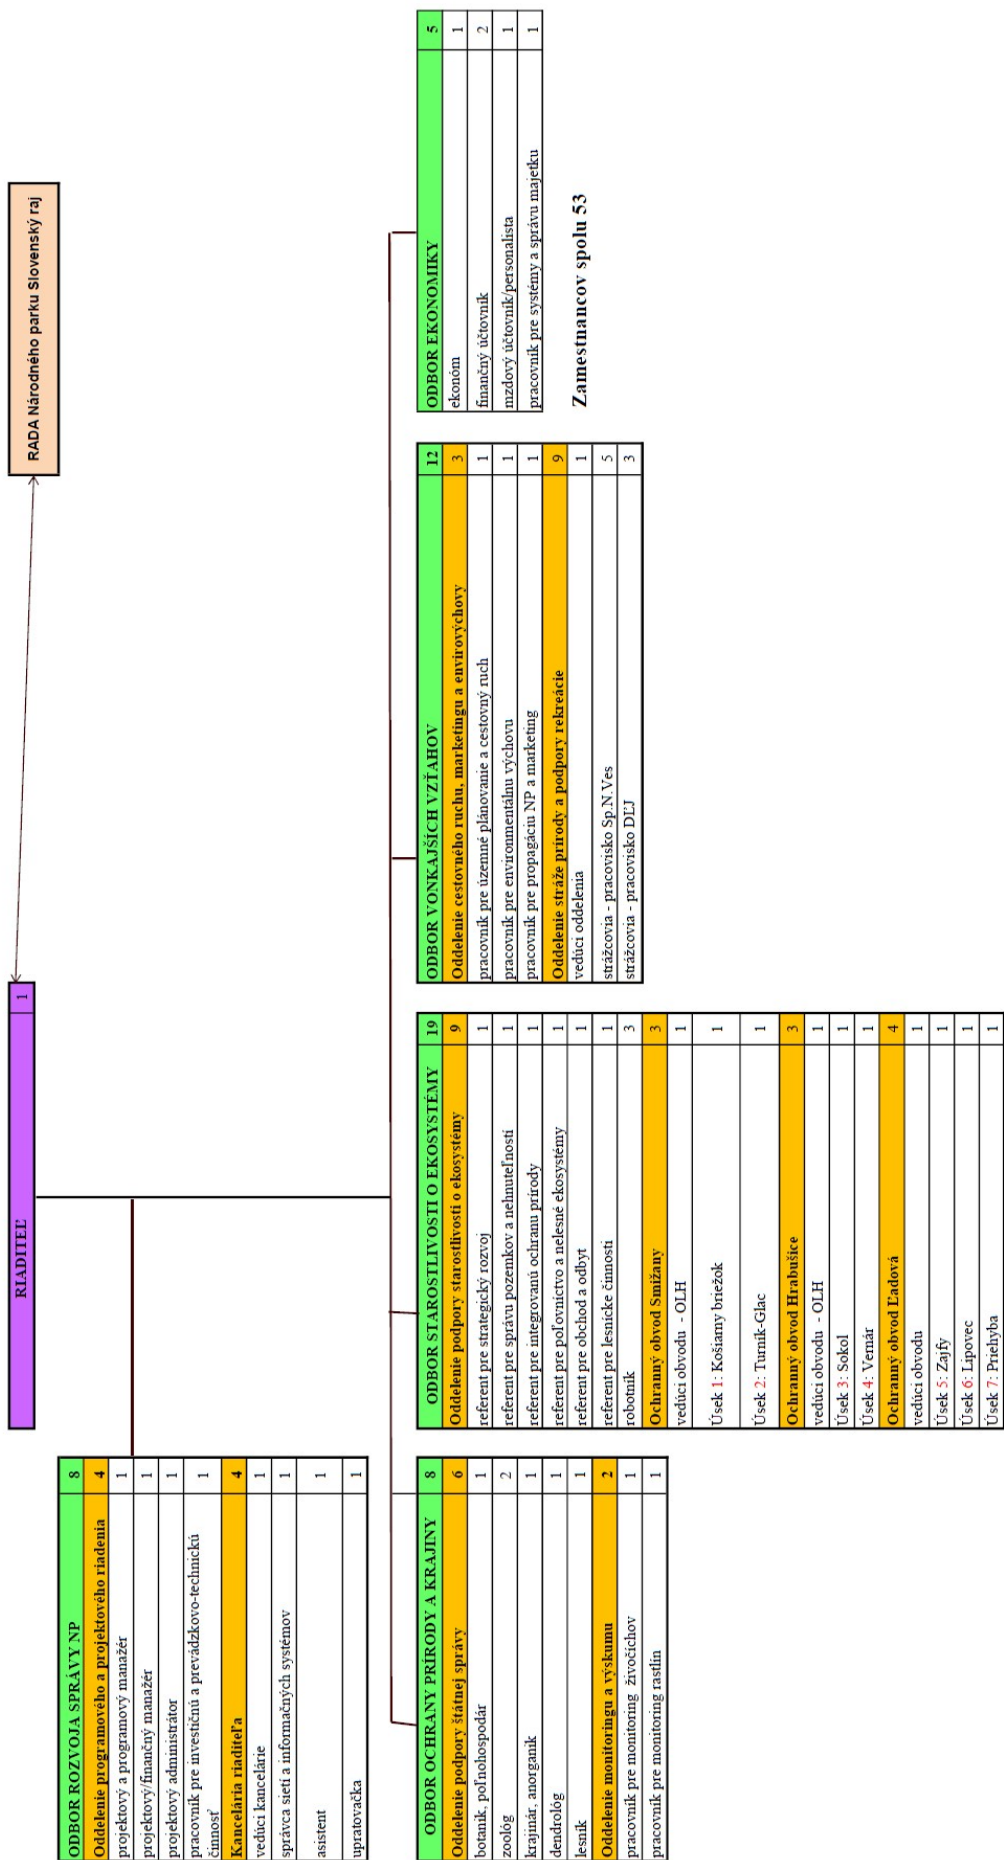 RIADITEĽ 1
RADA Národného parku Slovenský raj
ODBOR ROZVOJA SPRÁVY NP 8
Oddelenie programového a projektového riadenia 4
projektový a programový manažér 1
projektový/finančný manažér 1
projektový administrátor 1
pracovník pre investičnú a prevádzkovo-technickú
činnosť 1
Kancelária riaditeľa 4
vedúci kancelárie 1
správca sietí a informačných systémov 1
asistent 1
upratovačka 1
ODBOR OCHRANY PRÍRODY A KRAJINY 8
Oddelenie podpory štátnej správy 6
botanik, poľnohospodár 1
zoológ 2
krajinár, anorganik 1
dendrológ 1
lesník 1
Oddelenie monitoringu a výskumu 2
pracovník pre monitoring živočíchov 1
pracovník pre monitoring rastlín 1
ODBOR STAROSTLIVOSTI O EKOSYSTÉMY 19
Oddelenie podpory starostlivosti o ekosystémy 9
referent pre strategický rozvoj 1
referent pre správu pozemkov a nehnuteľností 1
referent pre integrovanú ochranu prírody 1
referent pre poľovníctvo a nelesné ekosystémy 1
referent pre obchod a odbyt 1
referent pre lesnícke činnosti 1
robotník 3
Ochranný obvod Smižany 3
vedúci obvodu - OLH 1
Úsek 1: Košiarny briežok 1
Úsek 2: Turník-Glac 1
Ochranný obvod Hrabušice 3
vedúci obvodu - OLH 1
Úsek 3: Sokol 1
Úsek 4: Vernár 1
Ochranný obvod Ľadová 4
vedúci obvodu 1
Úsek 5: Zajfy 1
Úsek 6: Lipovec 1
Úsek 7: Priehyba 1
ODBOR VONKAJŠÍCH VZŤAHOV 12
Oddelenie cestovného ruchu, marketingu a envirovýchovy 3
pracovník pre územné plánovanie a cestovný ruch 1
pracovník pre environmentálnu výchovu 1
pracovník pre propagáciu NP a marketing 1
Oddelenie stráže prírody a podpory rekreácie 9
vedúci oddelenia 1
strážcovia - pracovisko Sp.N.Ves 5
strážcovia - pracovisko DĽJ 3
ODBOR EKONOMIKY 5
ekonóm 1
finančný účtovník 2
mzdový účtovník/personalista 1
pracovník pre systémy a správu majetku 1
Zamestnancov spolu 53